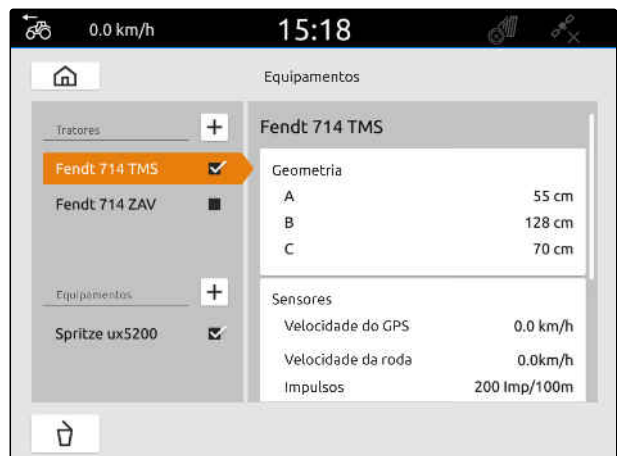 0.0 km/h 15:18
Equipamentos
Tratores +
Fendt 714 TMS
Fendt 714 ZAV
Equipamentos +
Spritze ux5200
Fendt 714 TMS
Geometria
A 55 cm
B 128 cm
C 70 cm
Sensores
Velocidade do GPS 0.0 km/h
Velocidade da roda 0.0km/h
Impulsos 200 Imp/100m